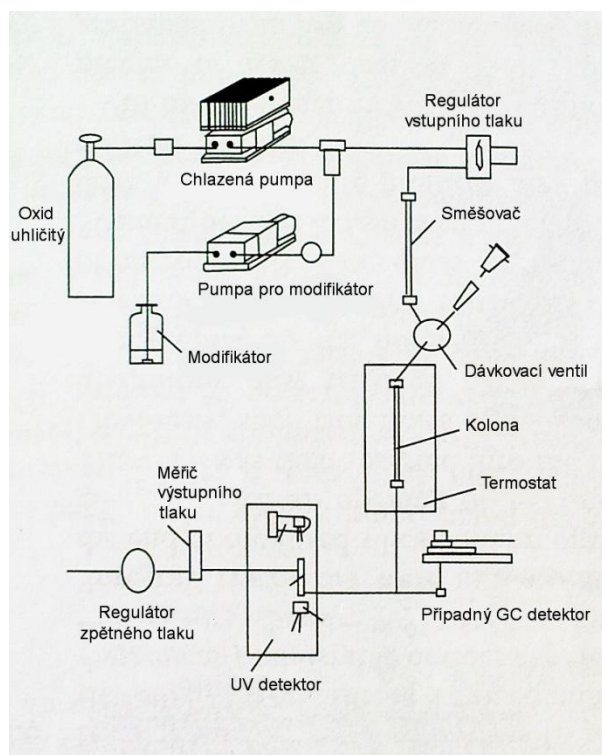 Regulátor
vstupního tlaku
Chlazená pumpa
Oxid
uhličitý
Směšovač
Pumpa pro modifikátor
Modifikátor
Dávkovací ventil
Kolona
Termostat
Měřič
výstupního
tlaku
Regulátor
zpětného tlaku
Případný GC detektor
UV detektor